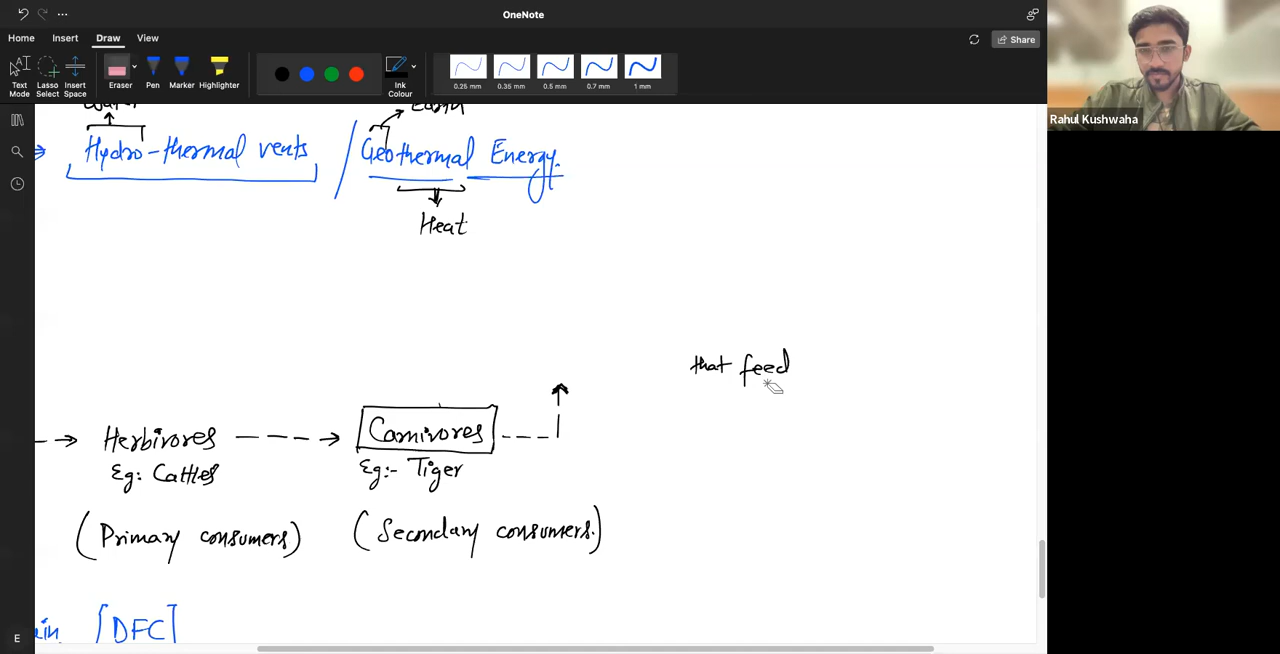 OneNote
Home Insert Draw View
Share
Text Mode
Lasso Select
Insert Space
Eraser
Pen
Marker
Highlighter
Ink Colour
0.25 mm
0.35 mm
0.5 mm
0.7 mm
1 mm
Rahul Kushwaha
Water
Earth
Hydro-thermal vents / Geothermal Energy.
Heat
that feed
Herbivores
Carnivores
Eg: Cattles
Eg:- Tiger
(Primary consumers)
(Secondary consumers.)
[DFC]
E